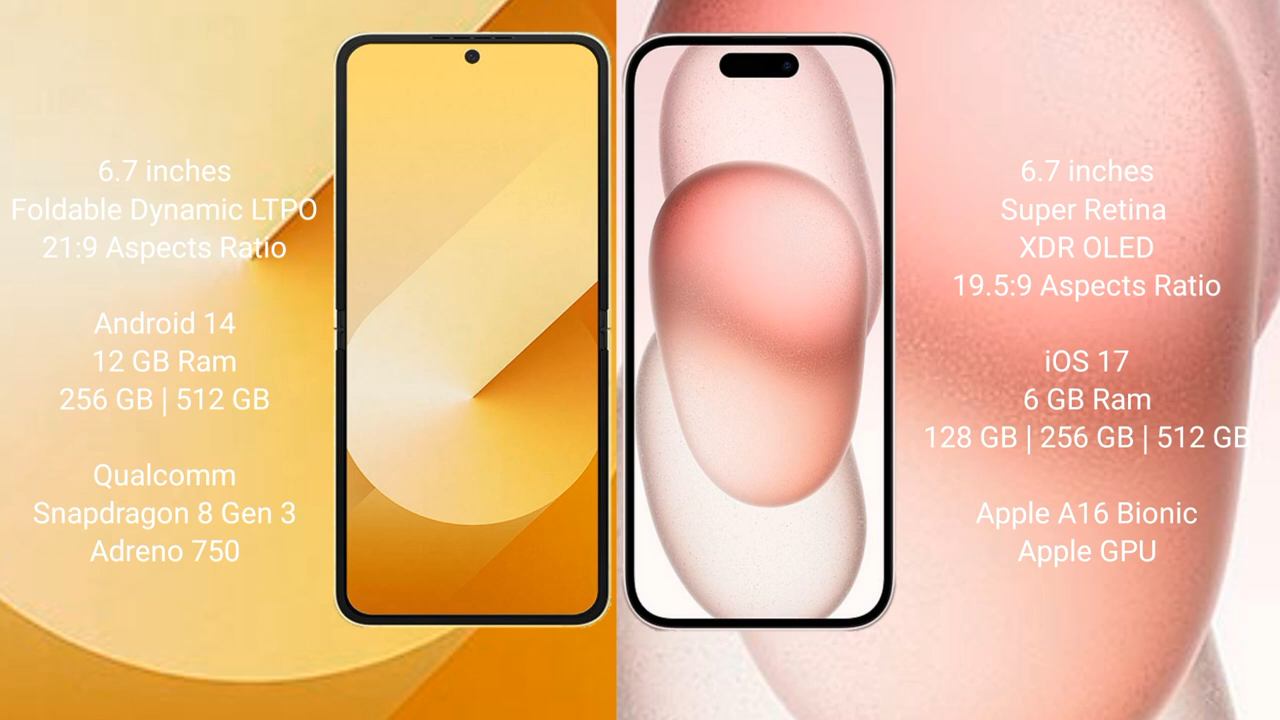 6.7 inches
Foldable Dynamic LTPO
21:9 Aspects Ratio
Android 14
12 GB Ram
256 GB | 512 GB
Qualcomm
Snapdragon 8 Gen 3
Adreno 750
6.7 inches
Super Retina
XDR OLED
19.5:9 Aspects Ratio
iOS 17
6 GB Ram
128 GB | 256 GB | 512 GB
Apple A16 Bionic
Apple GPU